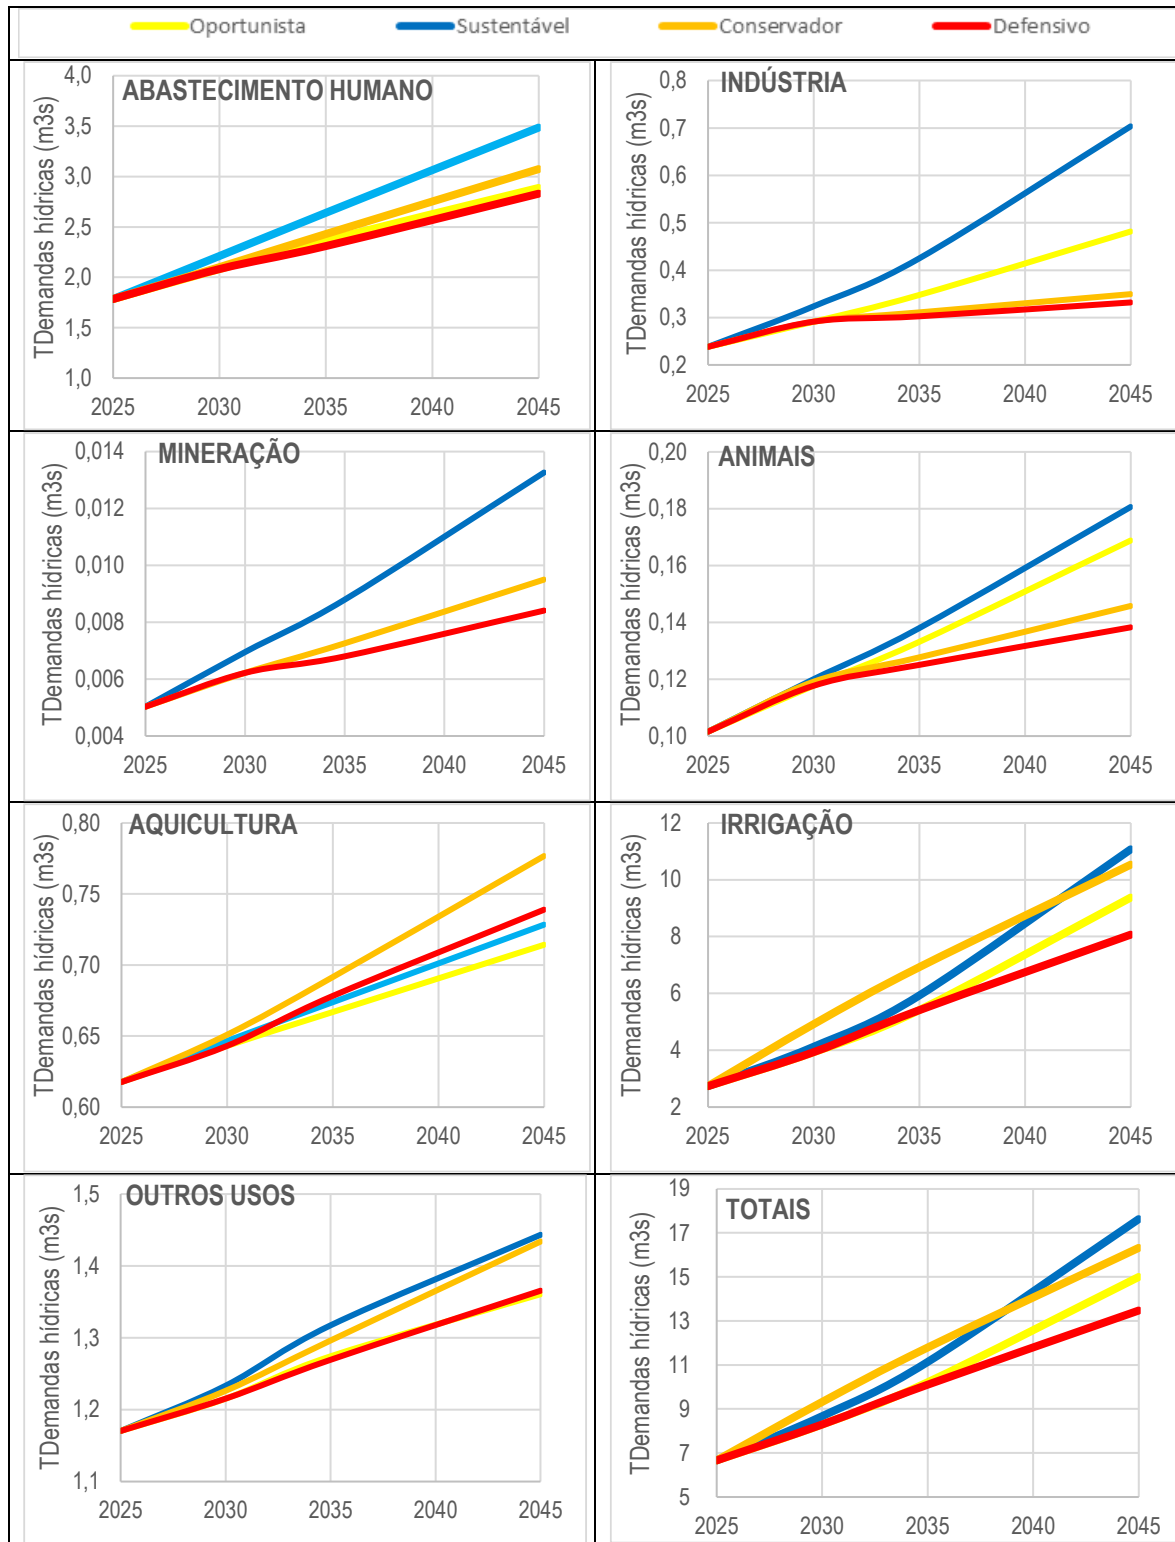 Oportunista Sustentável Conservador Defensivo
ABASTECIMENTO HUMANO
TDemandas hídricas (m3s)
4,0
3,5
3,0
2,5
2,0
1,5
1,0
2025 2030 2035 2040 2045
INDÚSTRIA
TDemandas hídricas (m3s)
0,8
0,7
0,6
0,5
0,4
0,3
0,2
2025 2030 2035 2040 2045
MINERAÇÃO
TDemandas hídricas (m3s)
0,014
0,012
0,010
0,008
0,006
0,004
2025 2030 2035 2040 2045
ANIMAIS
TDemandas hídricas (m3s)
0,20
0,18
0,16
0,14
0,12
0,10
2025 2030 2035 2040 2045
AQUICULTURA
TDemandas hídricas (m3s)
0,80
0,75
0,70
0,65
0,60
2025 2030 2035 2040 2045
IRRIGAÇÃO
TDemandas hídricas (m3s)
12
10
8
6
4
2
2025 2030 2035 2040 2045
OUTROS USOS
TDemandas hídricas (m3s)
1,5
1,4
1,3
1,2
1,1
2025 2030 2035 2040 2045
TOTAIS
TDemandas hídricas (m3s)
19
17
15
13
11
9
7
5
2025 2030 2035 2040 2045